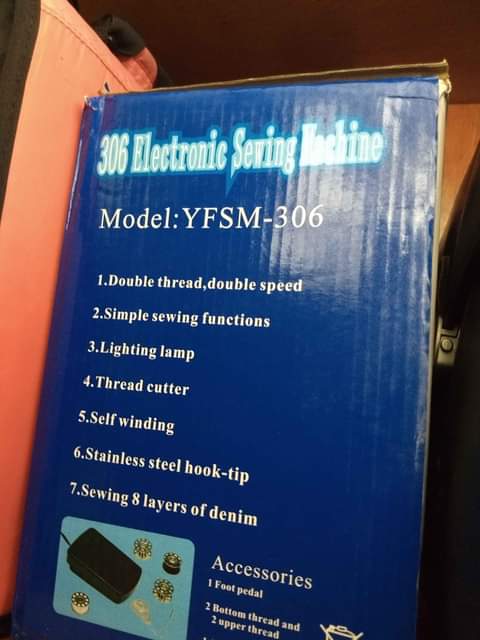 306 Electronic Sewing Machine
Model:YFSM-306
1.Double thread,double speed
2.Simple sewing functions
3.Lighting lamp
4.Thread cutter
5.Self winding
6.Stainless steel hook-tip
7.Sewing 8 layers of denim
Accessories
1 Foot pedal
2 Bottom thread and
2 upper thread